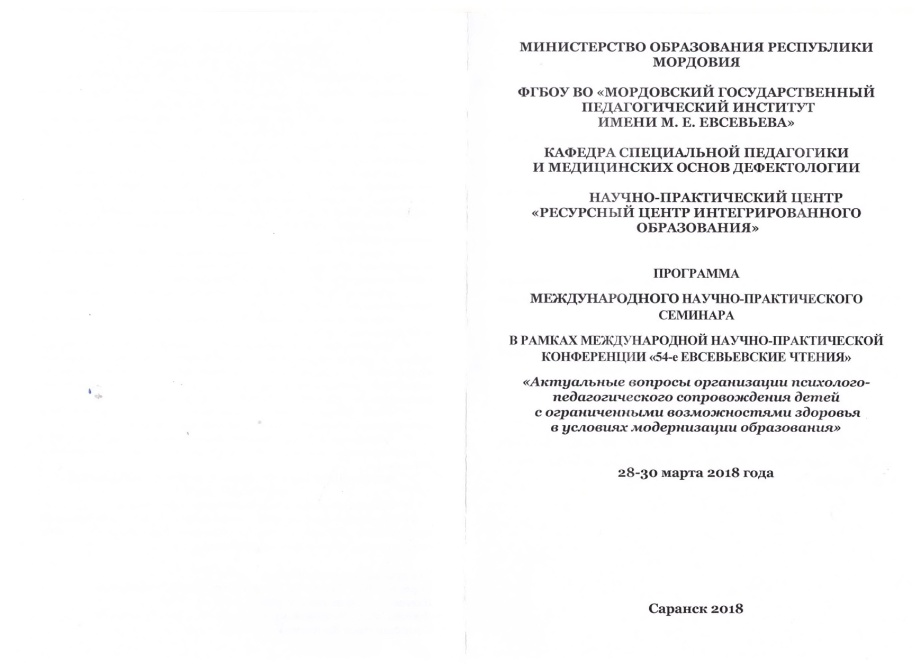 МИНИСТЕРСТВО ОБРАЗОВАНИЯ РЕСПУБЛИКИ
МОРДОВИЯ
ФГБОУ ВО «МОРДОВСКИЙ ГОСУДАРСТВЕННЫЙ
ПЕДАГОГИЧЕСКИЙ ИНСТИТУТ
ИМЕНИ М. Е. ЕВСЕВЬЕВА»
КАФЕДРА СПЕЦИАЛЬНОЙ ПЕДАГОГИКИ
И МЕДИЦИНСКИХ ОСНОВ ДЕФЕКТОЛОГИИ
НАУЧНО-ПРАКТИЧЕСКИЙ ЦЕНТР
«РЕСУРСНЫЙ ЦЕНТР ИНТЕГРИРОВАННОГО
ОБРАЗОВАНИЯ»
ПРОГРАММА
МЕЖДУНАРОДНОГО НАУЧНО-ПРАКТИЧЕСКОГО
СЕМИНАРА
В РАМКАХ МЕЖДУНАРОДНОЙ НАУЧНО-ПРАКТИЧЕСКОЙ
КОНФЕРЕНЦИИ «54-е ЕВСЕВЬЕВСКИЕ ЧТЕНИЯ»
«Актуальные вопросы организации психолого-
педагогического сопровождения детей
с ограниченными возможностями здоровья
в условиях модернизации образования»
28-30 марта 2018 года
Саранск 2018